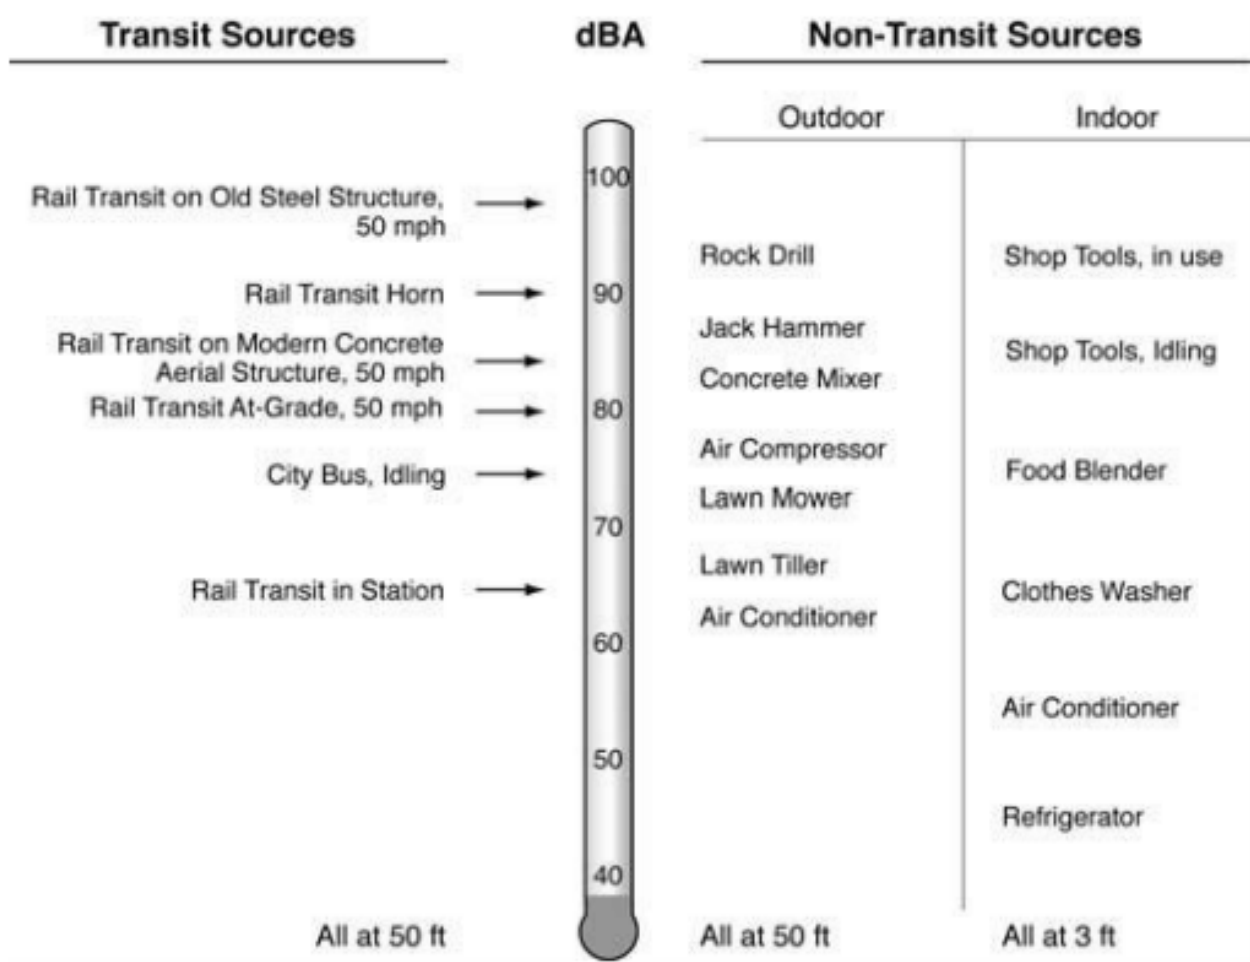 Transit Sources
dBA
Non-Transit Sources
Outdoor
Indoor
Rail Transit on Old Steel Structure,
50 mph
Rail Transit Horn
Rail Transit on Modern Concrete
Aerial Structure, 50 mph
Rail Transit At-Grade, 50 mph
City Bus, Idling
Rail Transit in Station
All at 50 ft
100
90
80
70
60
50
40
Rock Drill
Jack Hammer
Concrete Mixer
Air Compressor
Lawn Mower
Lawn Tiller
Air Conditioner
All at 50 ft
Shop Tools, in use
Shop Tools, Idling
Food Blender
Clothes Washer
Air Conditioner
Refrigerator
All at 3 ft